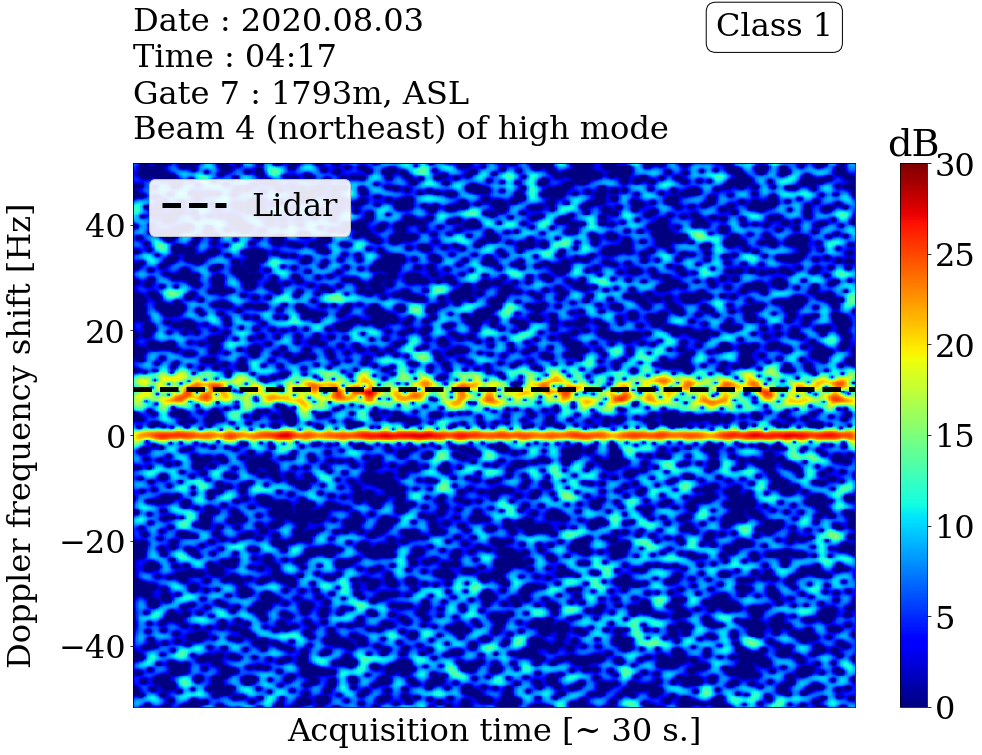 Date : 2020.08.03
Time : 04:17
Gate 7 : 1793m, ASL
Beam 4 (northeast) of high mode
Class 1
dB
Lidar
Doppler frequency shift [Hz]
40
20
0
−20
−40
Acquisition time [~ 30 s.]
30
25
20
15
10
5
0